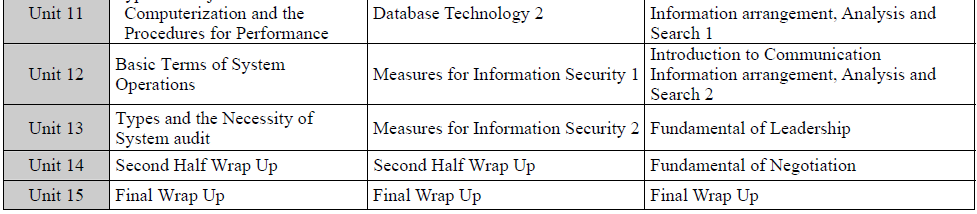 Unit 11
Computerization and the
Procedures for Performance
Database Technology 2
Information arrangement, Analysis and
Search 1
Unit 12
Basic Terms of System
Operations
Measures for Information Security 1
Introduction to Communication
Information arrangement, Analysis and
Search 2
Unit 13
Types and the Necessity of
System audit
Measures for Information Security 2
Fundamental of Leadership
Unit 14
Second Half Wrap Up
Second Half Wrap Up
Fundamental of Negotiation
Unit 15
Final Wrap Up
Final Wrap Up
Final Wrap Up